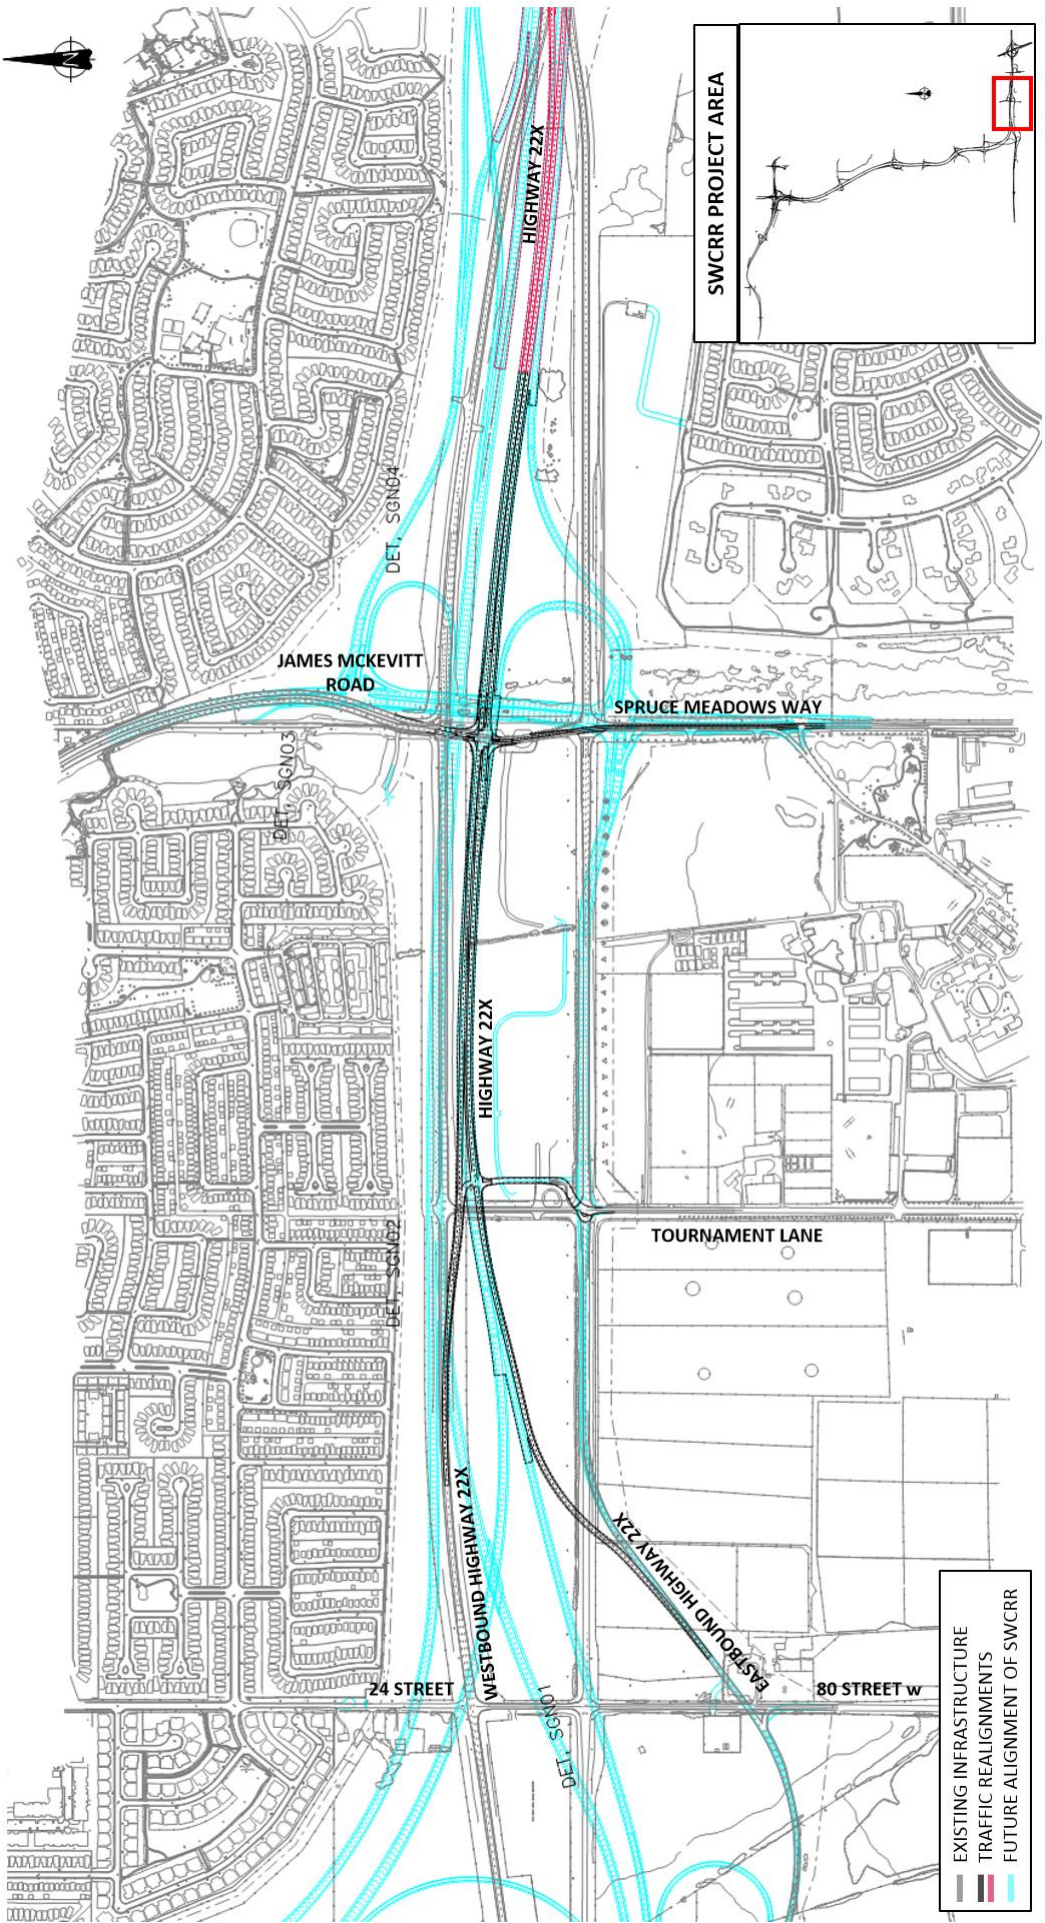 N
SWCRR PROJECT AREA
HIGHWAY 22X
DET, SGN04
JAMES MCKEVITT
ROAD
SPRUCE MEADOWS WAY
DET, SGN03
HIGHWAY 22X
TOURNAMENT LANE
DET, SGN02
WESTBOUND HIGHWAY 22X
EASTBOUND HIGHWAY 22X
24 STREET
80 STREET w
DET, SGN01
EXISTING INFRASTRUCTURE
TRAFFIC REALIGNMENTS
FUTURE ALIGNMENT OF SWCRR